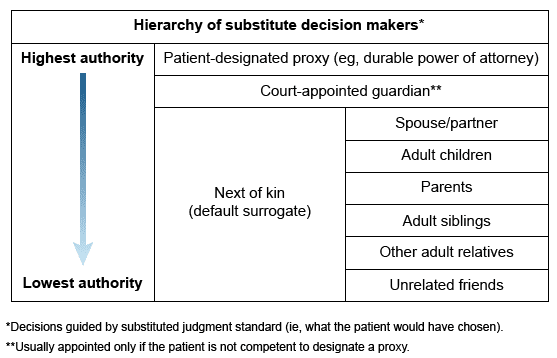 Hierarchy of substitute decision makers*
Highest authority
Patient-designated proxy (eg, durable power of attorney)
Court-appointed guardian**
Next of kin
(default surrogate)
Spouse/partner
Adult children
Parents
Adult siblings
Other adult relatives
Unrelated friends
Lowest authority
*Decisions guided by substituted judgment standard (ie, what the patient would have chosen).
**Usually appointed only if the patient is not competent to designate a proxy.